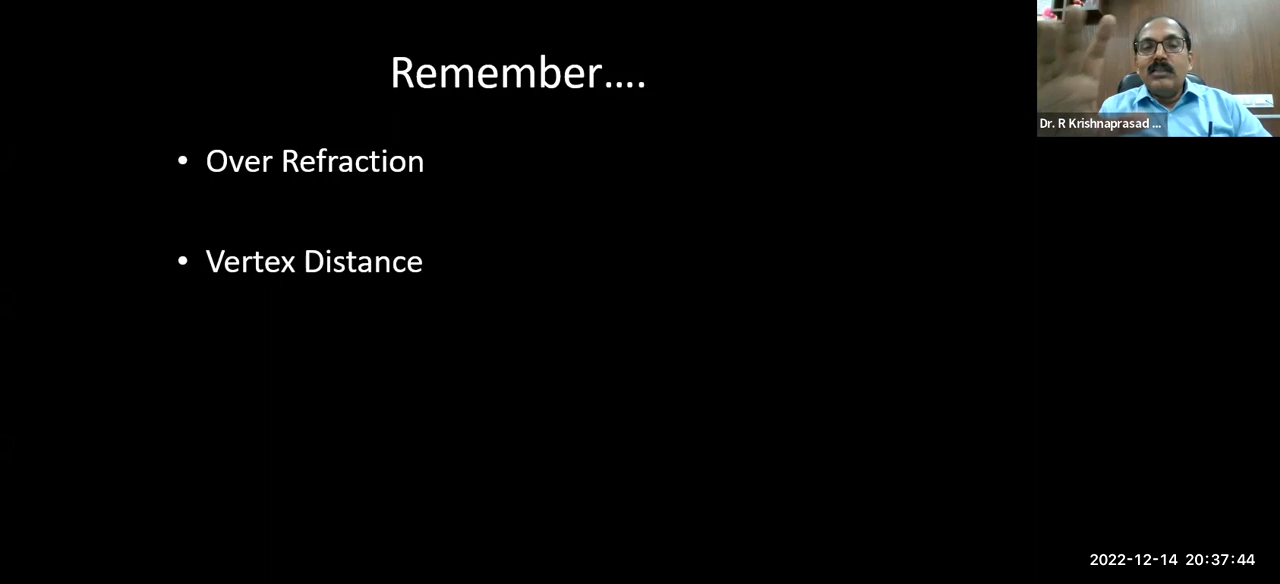 Remember....
• Over Refraction
• Vertex Distance
Dr. R Krishnaprasad ...
2022-12-14 20:37:44